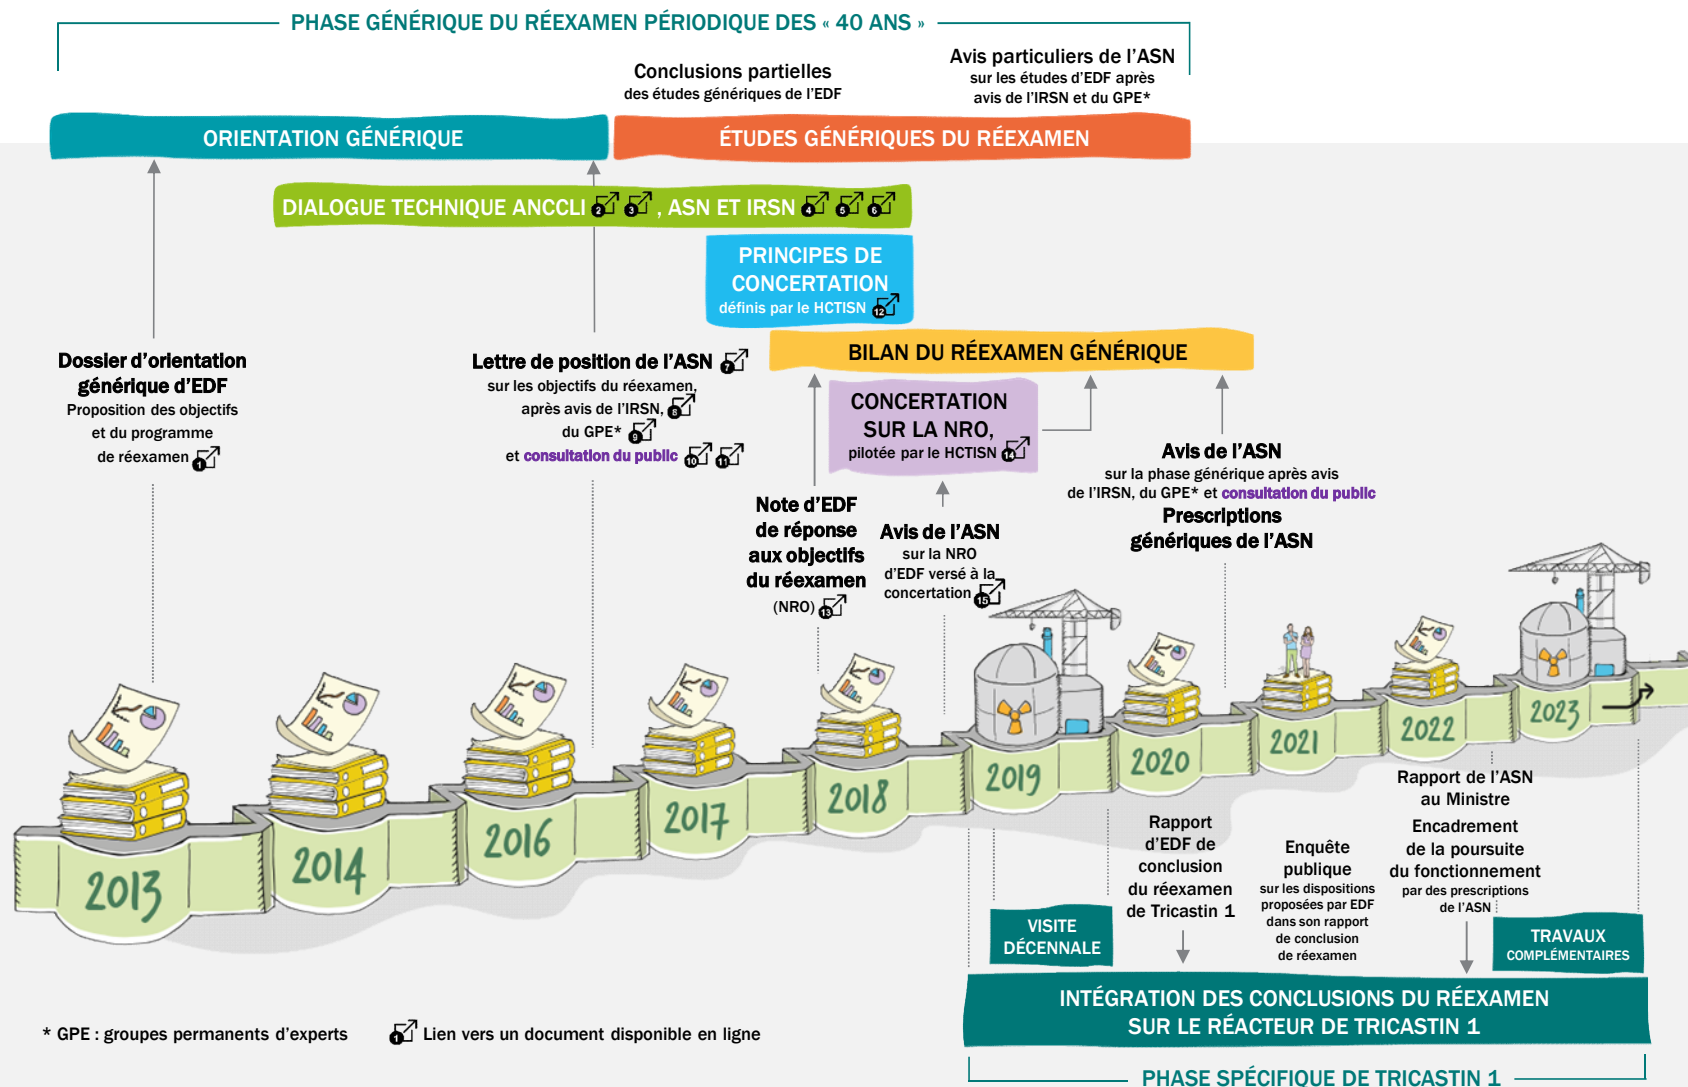 PHASE GÉNÉRIQUE DU RÉEXAMEN PÉRIODIQUE DES « 40 ANS »
Conclusions partielles
des études génériques de l'EDF
Avis particuliers de l'ASN
sur les études d'EDF après
avis de l'IRSN et du GPE*
ORIENTATION GÉNÉRIQUE
ÉTUDES GÉNÉRIQUES DU RÉEXAMEN
DIALOGUE TECHNIQUE ANCCLI 2 3 , ASN ET IRSN 4 5 6
PRINCIPES DE
CONCERTATION
définis par le HCTISN 12
BILAN DU RÉEXAMEN GÉNÉRIQUE
Dossier d'orientation
générique d'EDF
Proposition des objectifs
et du programme
de réexamen 1
Lettre de position de l'ASN 7
sur les objectifs du réexamen,
après avis de l'IRSN, 8
du GPE* 9
et consultation du public 10 11
CONCERTATION
SUR LA NRO,
pilotée par le HCTISN 14
Note d'EDF
de réponse
aux objectifs
du réexamen
(NRO) 13
Avis de l'ASN
sur la NRO
d'EDF versé à la
concertation 15
Avis de l'ASN
sur la phase générique après avis
de l'IRSN, du GPE* et consultation du public
Prescriptions
génériques de l'ASN
2013
2014
2016
2017
2018
2019
2020
2021
2022
2023
VISITE
DÉCENNALE
Rapport
d'EDF de
conclusion
du réexamen
de Tricastin 1
Enquête
publique
sur les dispositions
proposées par EDF
dans son rapport
de conclusion
de réexamen
Rapport de l'ASN
au Ministre
Encadrement
de la poursuite
du fonctionnement
par des prescriptions
de l'ASN
TRAVAUX
COMPLÉMENTAIRES
INTÉGRATION DES CONCLUSIONS DU RÉEXAMEN
SUR LE RÉACTEUR DE TRICASTIN 1
* GPE : groupes permanents d'experts
1 Lien vers un document disponible en ligne
PHASE SPÉCIFIQUE DE TRICASTIN 1